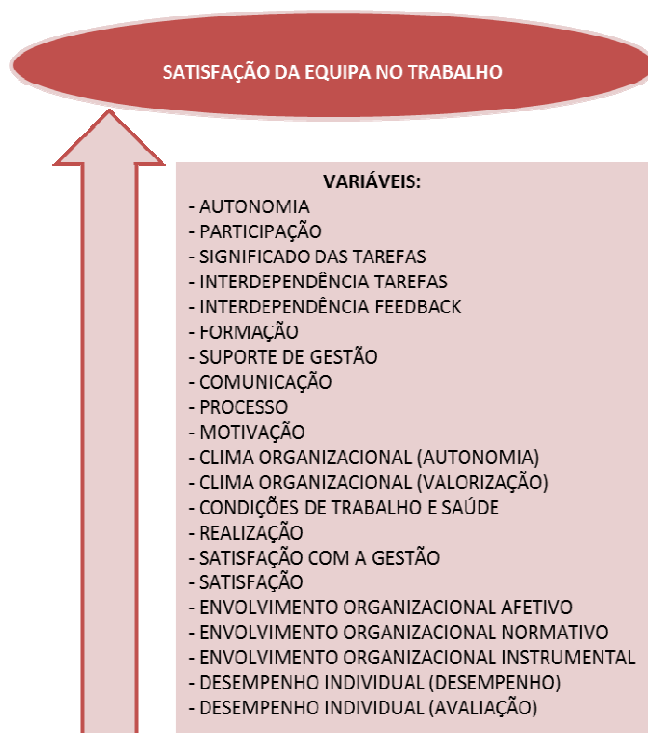 SATISFAÇÃO DA EQUIPA NO TRABALHO
VARIÁVEIS:
- AUTONOMIA
- PARTICIPAÇÃO
- SIGNIFICADO DAS TAREFAS
- INTERDEPENDÊNCIA TAREFAS
- INTERDEPENDÊNCIA FEEDBACK
- FORMAÇÃO
- SUPORTE DE GESTÃO
- COMUNICAÇÃO
- PROCESSO
- MOTIVAÇÃO
- CLIMA ORGANIZACIONAL (AUTONOMIA)
- CLIMA ORGANIZACIONAL (VALORIZAÇÃO)
- CONDIÇÕES DE TRABALHO E SAÚDE
- REALIZAÇÃO
- SATISFAÇÃO COM A GESTÃO
- SATISFAÇÃO
- ENVOLVIMENTO ORGANIZACIONAL AFETIVO
- ENVOLVIMENTO ORGANIZACIONAL NORMATIVO
- ENVOLVIMENTO ORGANIZACIONAL INSTRUMENTAL
- DESEMPENHO INDIVIDUAL (DESEMPENHO)
- DESEMPENHO INDIVIDUAL (AVALIAÇÃO)